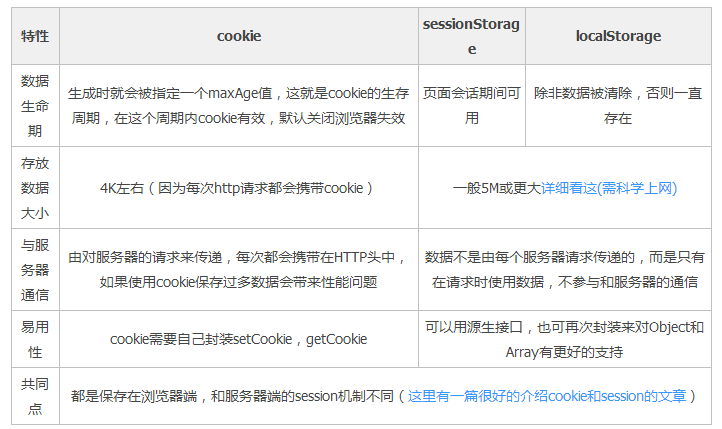 特性
cookie
sessionStorag
e
localStorage
数据
生命
期
生成时就会被指定一个maxAge值，这就是cookie的生存
周期，在这个周期内cookie有效，默认关闭浏览器失效
页面会话期间可
用
除非数据被清除，否则一直
存在
存放
数据
大小
4K左右（因为每次http请求都会携带cookie）
一般5M或更大详细看这(需科学上网)
与服
务器
通信
由对服务器的请求来传递，每次都会携带在HTTP头中，
如果使用cookie保存过多数据会带来性能问题
数据不是由每个服务器请求传递的，而是只有
在请求时使用数据，不参与和服务器的通信
易用
性
cookie需要自己封装setCookie，getCookie
可以用源生接口，也可再次封装来对Object和
Array有更好的支持
共同
点
都是保存在浏览器端，和服务器端的session机制不同（这里有一篇很好的介绍cookie和session的文章）